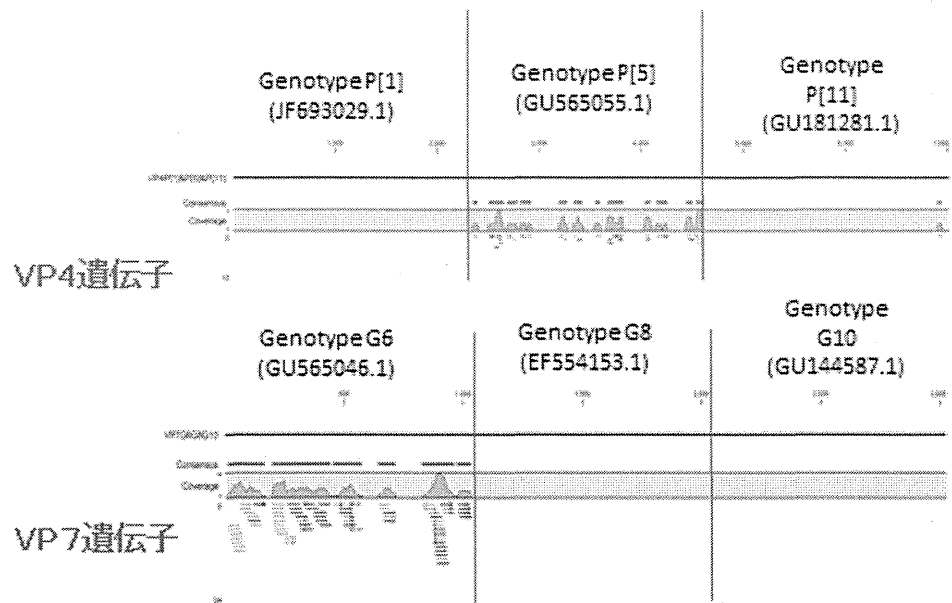 Genotype P[1]
(JF693029.1)
Genotype P[5]
(GU565055.1)
Genotype
P[11]
(GU181281.1)
Consensus
Coverage
VP4遺伝子
Genotype G6
(GU565046.1)
Genotype G8
(EF554153.1)
Genotype
G10
(GU144587.1)
Consensus
Coverage
VP7遺伝子